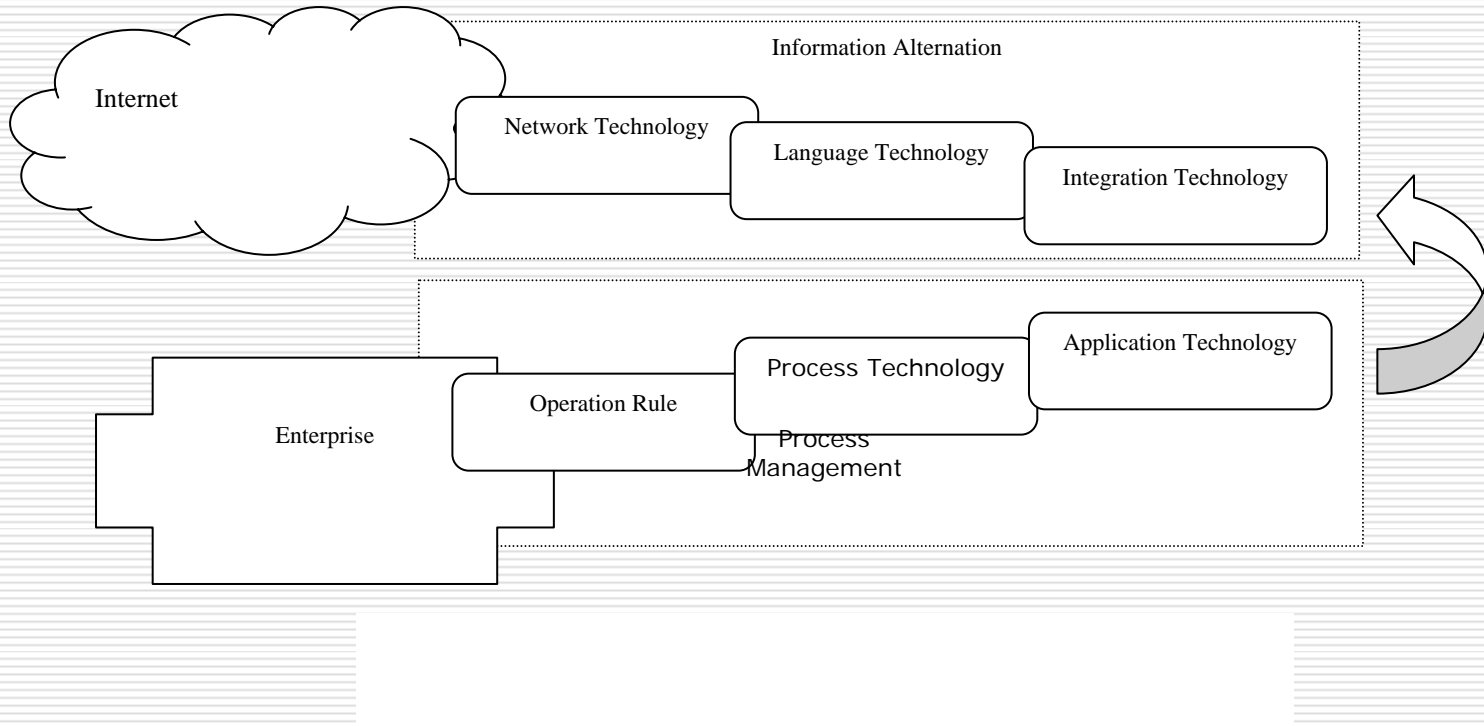 Information Alternation
Internet
Network Technology
Language Technology
Integration Technology
Application Technology
Process Technology
Operation Rule
Enterprise
Process
Management